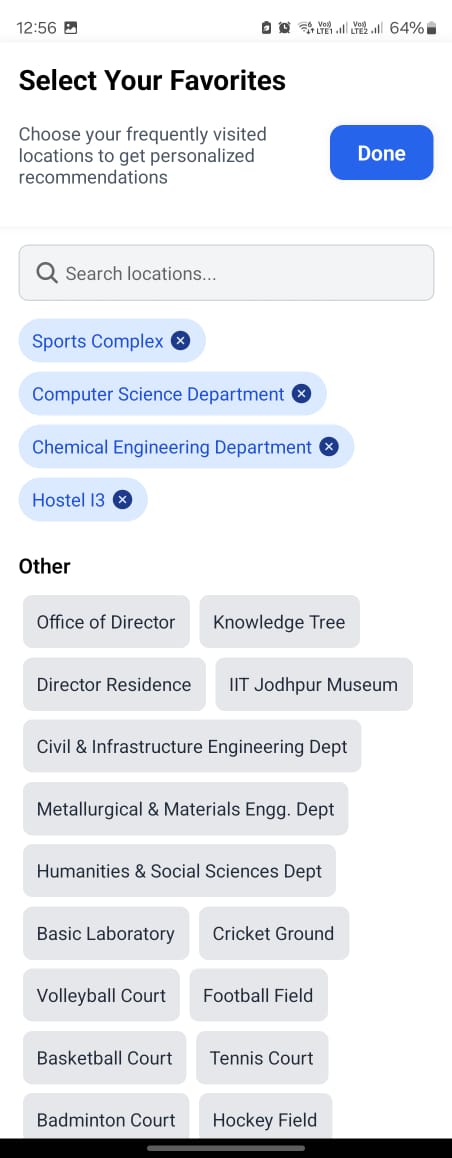 12:56 Vo)) LTE1 Vo)) LTE2 64%
Select Your Favorites
Choose your frequently visited
locations to get personalized
recommendations
Done
Search locations...
Sports Complex
Computer Science Department
Chemical Engineering Department
Hostel I3
Other
Office of Director Knowledge Tree
Director Residence IIT Jodhpur Museum
Civil & Infrastructure Engineering Dept
Metallurgical & Materials Engg. Dept
Humanities & Social Sciences Dept
Basic Laboratory Cricket Ground
Volleyball Court Football Field
Basketball Court Tennis Court
Badminton Court Hockey Field